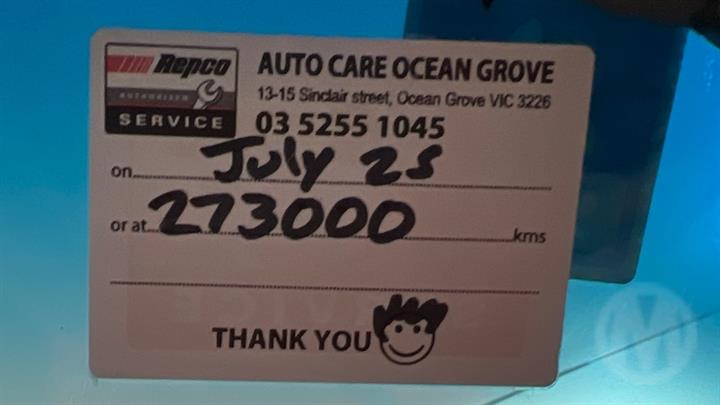 Repco
AUTHORISED
SERVICE
AUTO CARE OCEAN GROVE
13-15 Sinclair street, Ocean Grove VIC 3226
03 5255 1045
on July 25
or at 273000 kms
THANK YOU
M